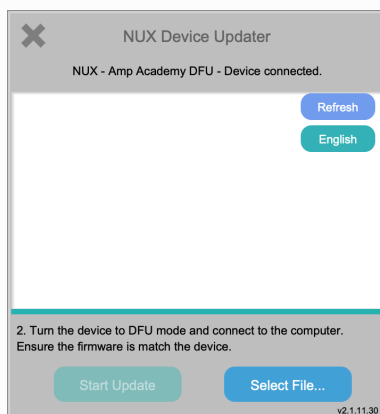 NUX Device Updater
NUX - Amp Academy DFU - Device connected.
Refresh
English
2. Turn the device to DFU mode and connect to the computer.
Ensure the firmware is match the device.
Start Update
Select File...
v2.1.11.30